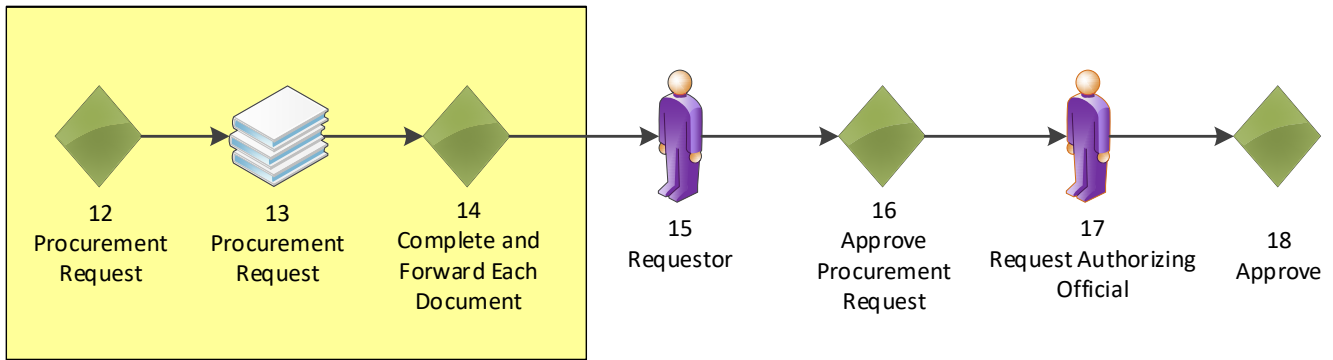 12
Procurement
Request
13
Procurement
Request
14
Complete and
Forward Each
Document
15
Requestor
16
Approve
Procurement
Request
17
Request Authorizing
Official
18
Approve